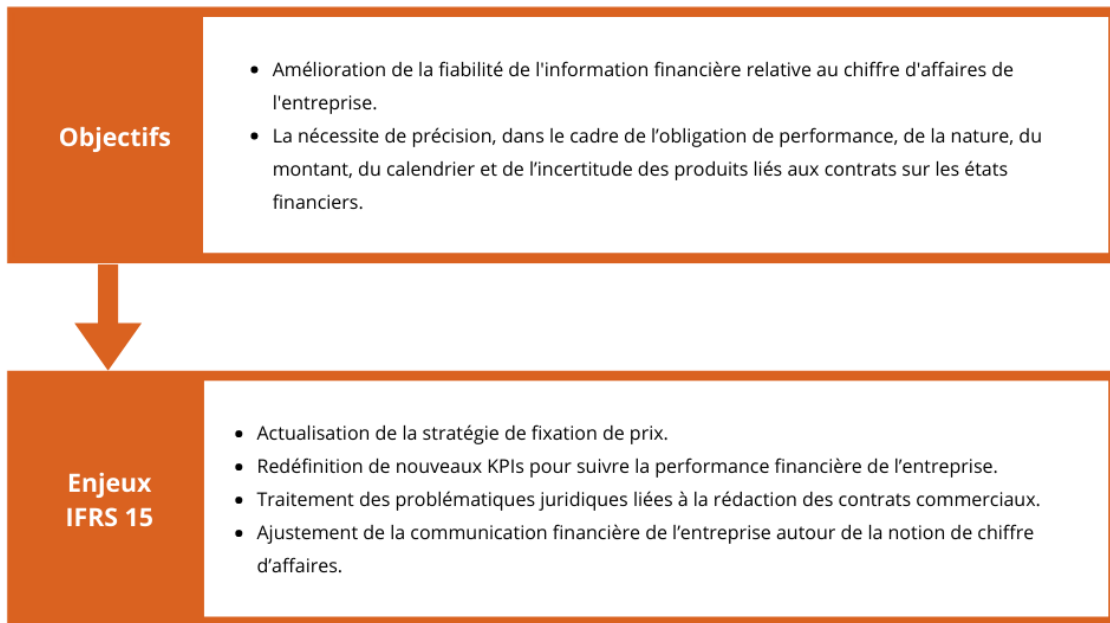 Objectifs
• Amélioration de la fiabilité de l'information financière relative au chiffre d'affaires de
l'entreprise.
• La nécessite de précision, dans le cadre de l’obligation de performance, de la nature, du
montant, du calendrier et de l’incertitude des produits liés aux contrats sur les états
financiers.
Enjeux
IFRS 15
• Actualisation de la stratégie de fixation de prix.
• Redéfinition de nouveaux KPIs pour suivre la performance financière de l’entreprise.
• Traitement des problématiques juridiques liées à la rédaction des contrats commerciaux.
• Ajustement de la communication financière de l’entreprise autour de la notion de chiffre
d’affaires.